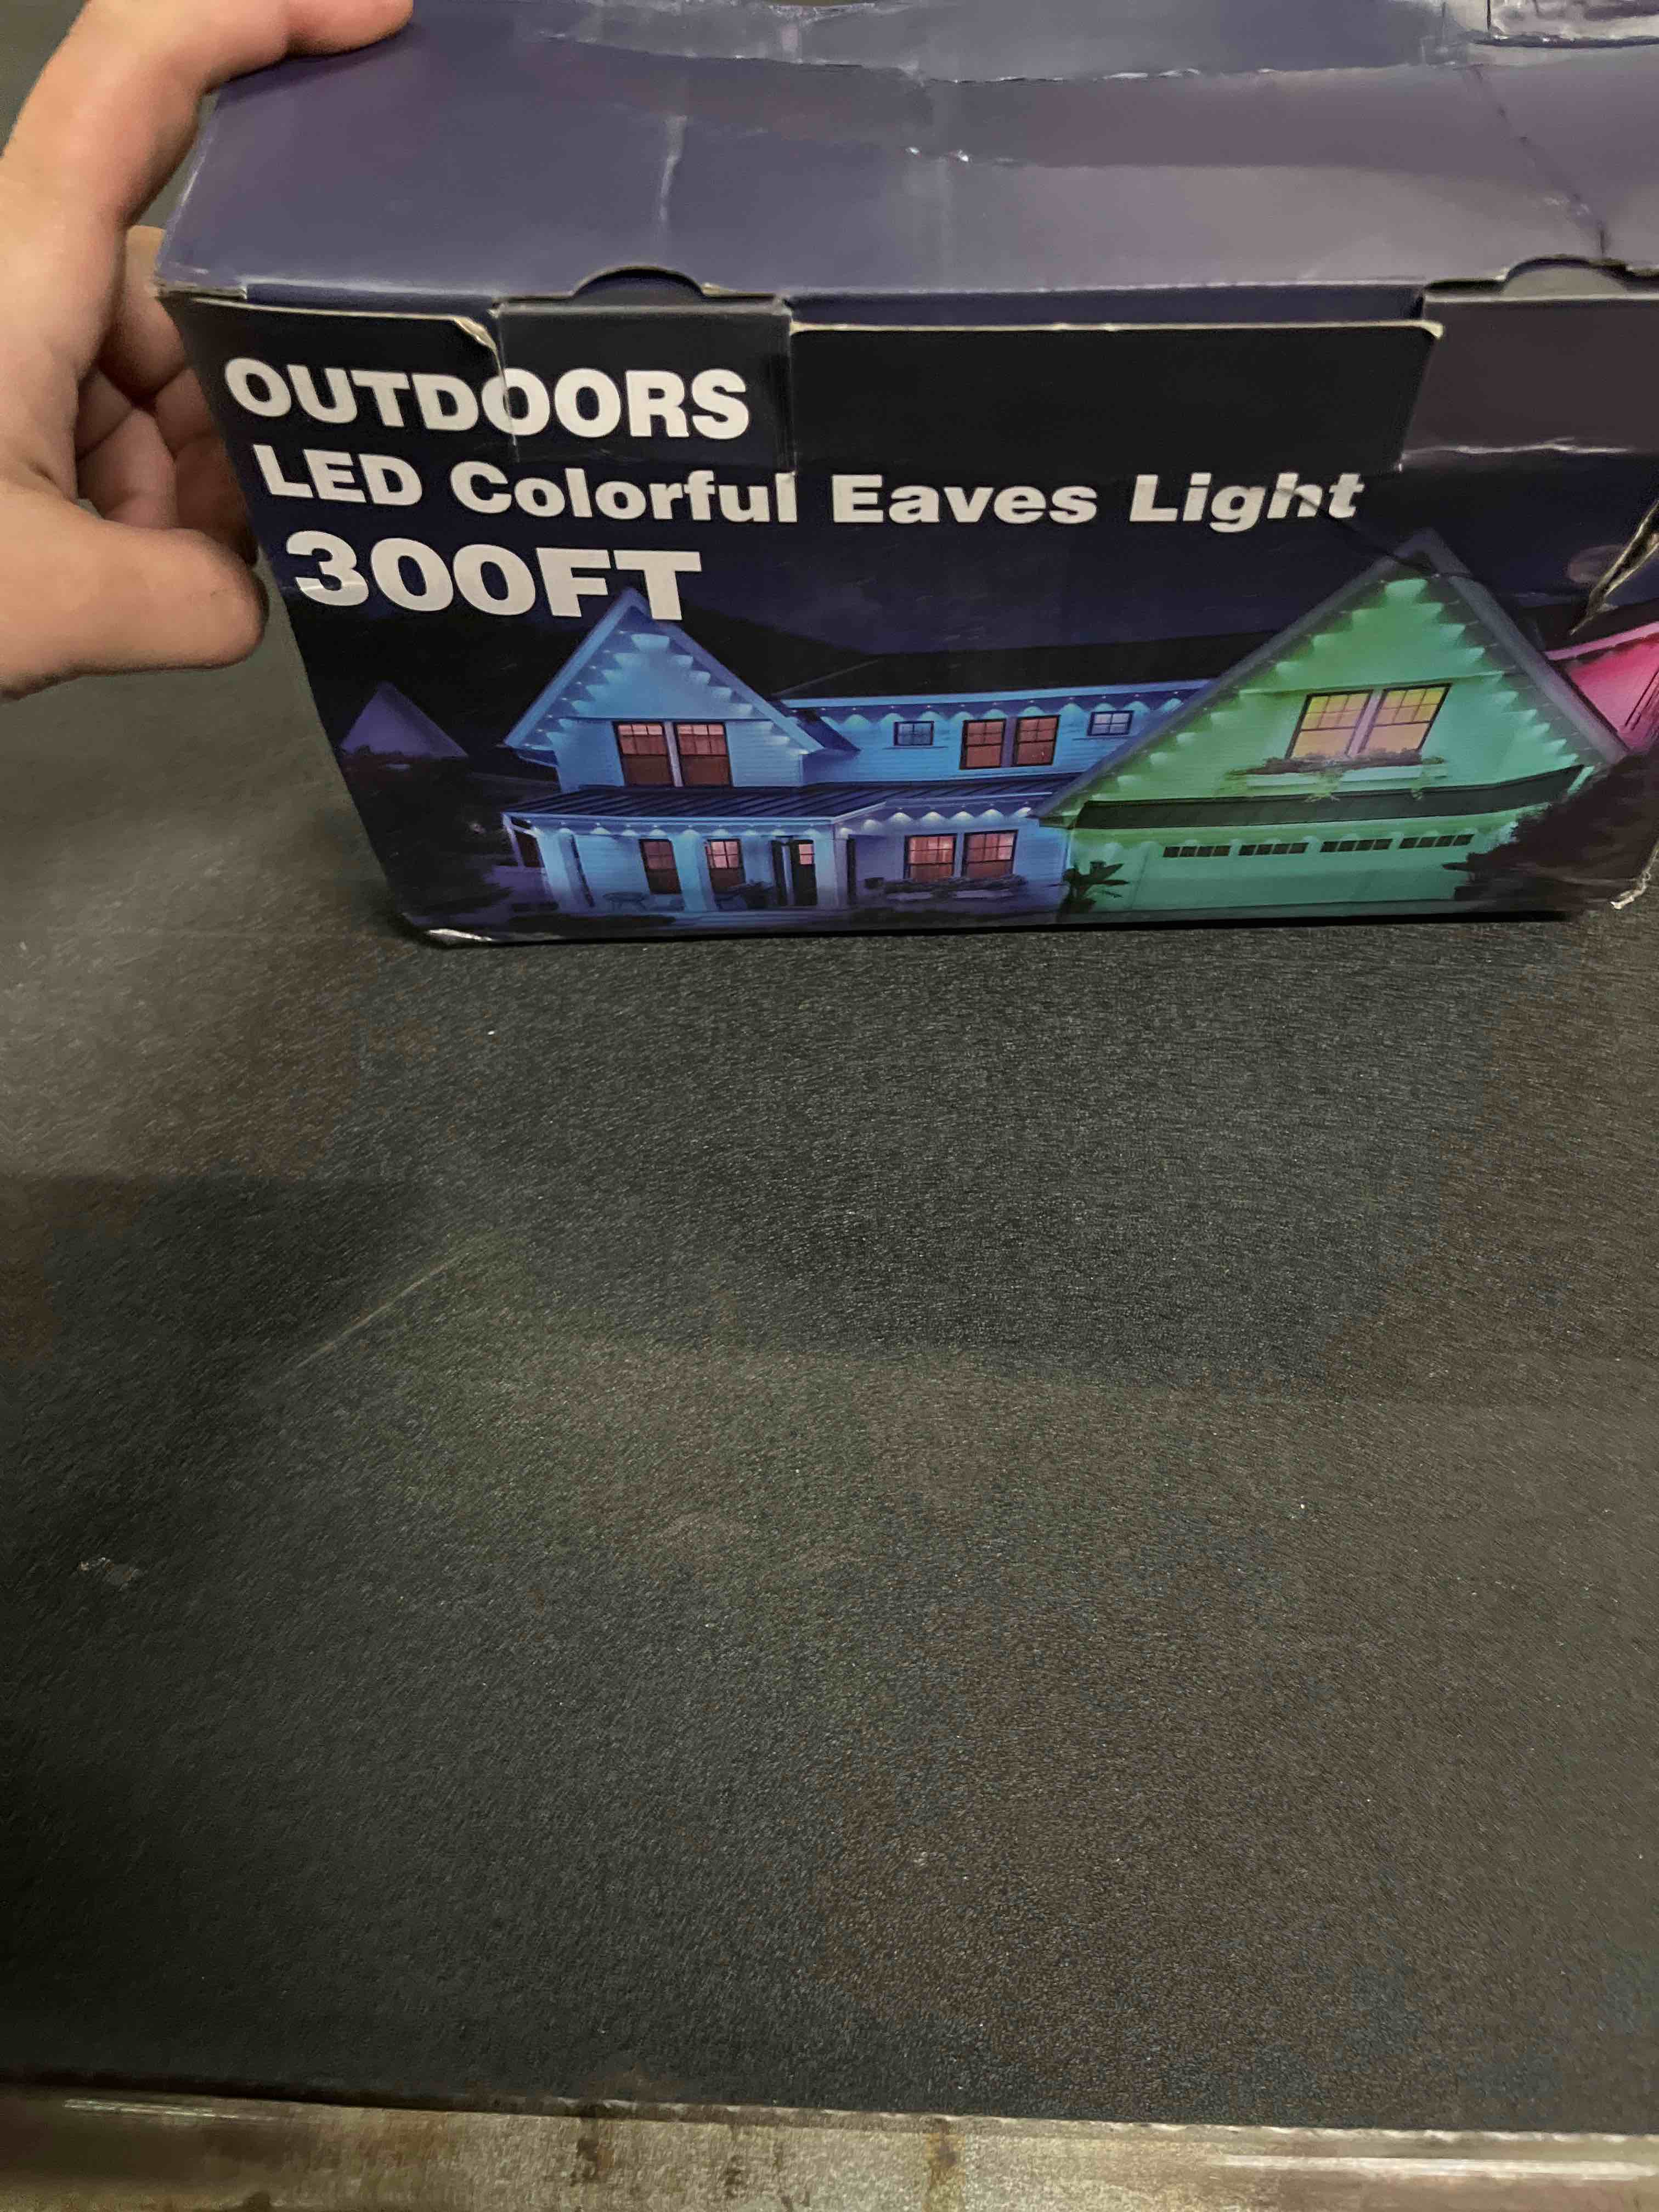 OUTDOORS
LED Colorful Eaves Light
300FT